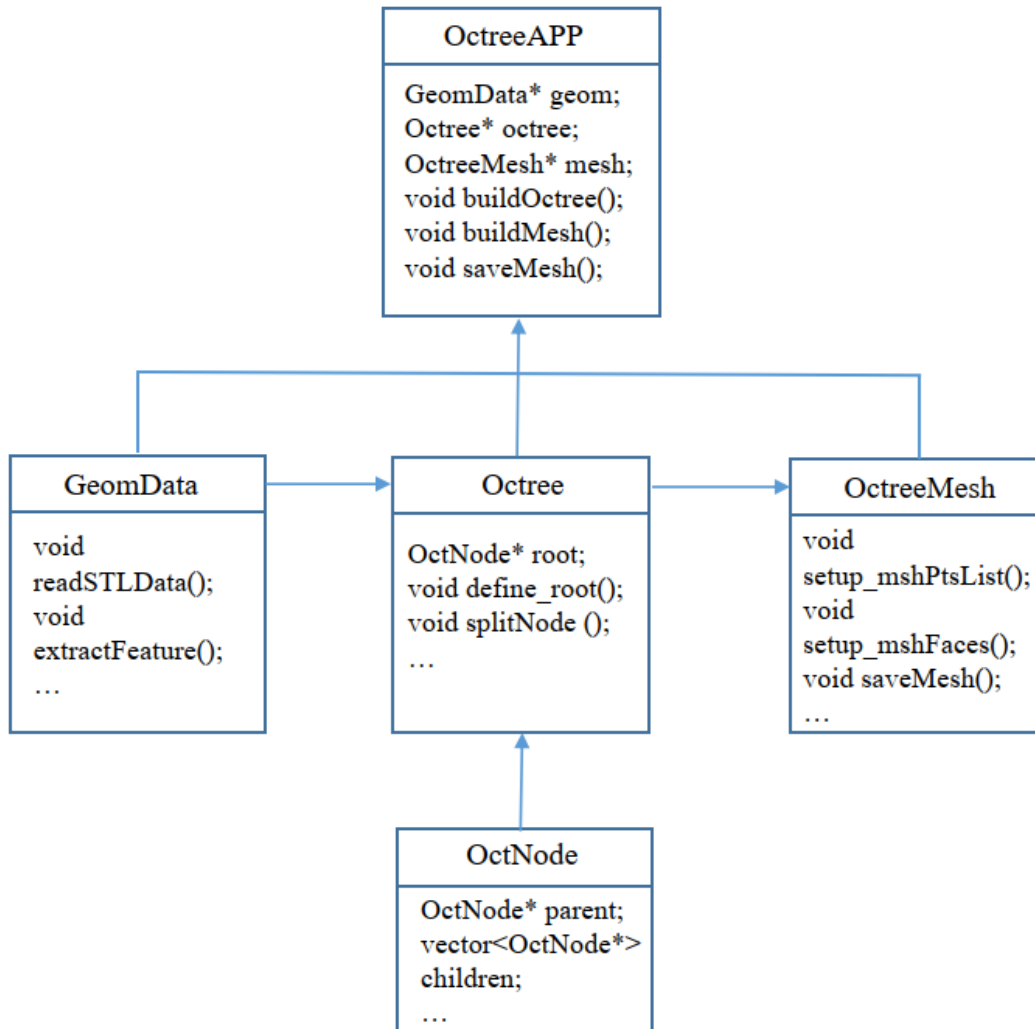 OctreeAPP
GeomData* geom;
Octree* octree;
OctreeMesh* mesh;
void buildOctree();
void buildMesh();
void saveMesh();
GeomData
void
readSTLData();
void
extractFeature();
…
Octree
OctNode* root;
void define_root();
void splitNode ();
…
OctreeMesh
void
setup_mshPtsList();
void
setup_mshFaces();
void saveMesh();
…
OctNode
OctNode* parent;
vector<OctNode*>
children;
…